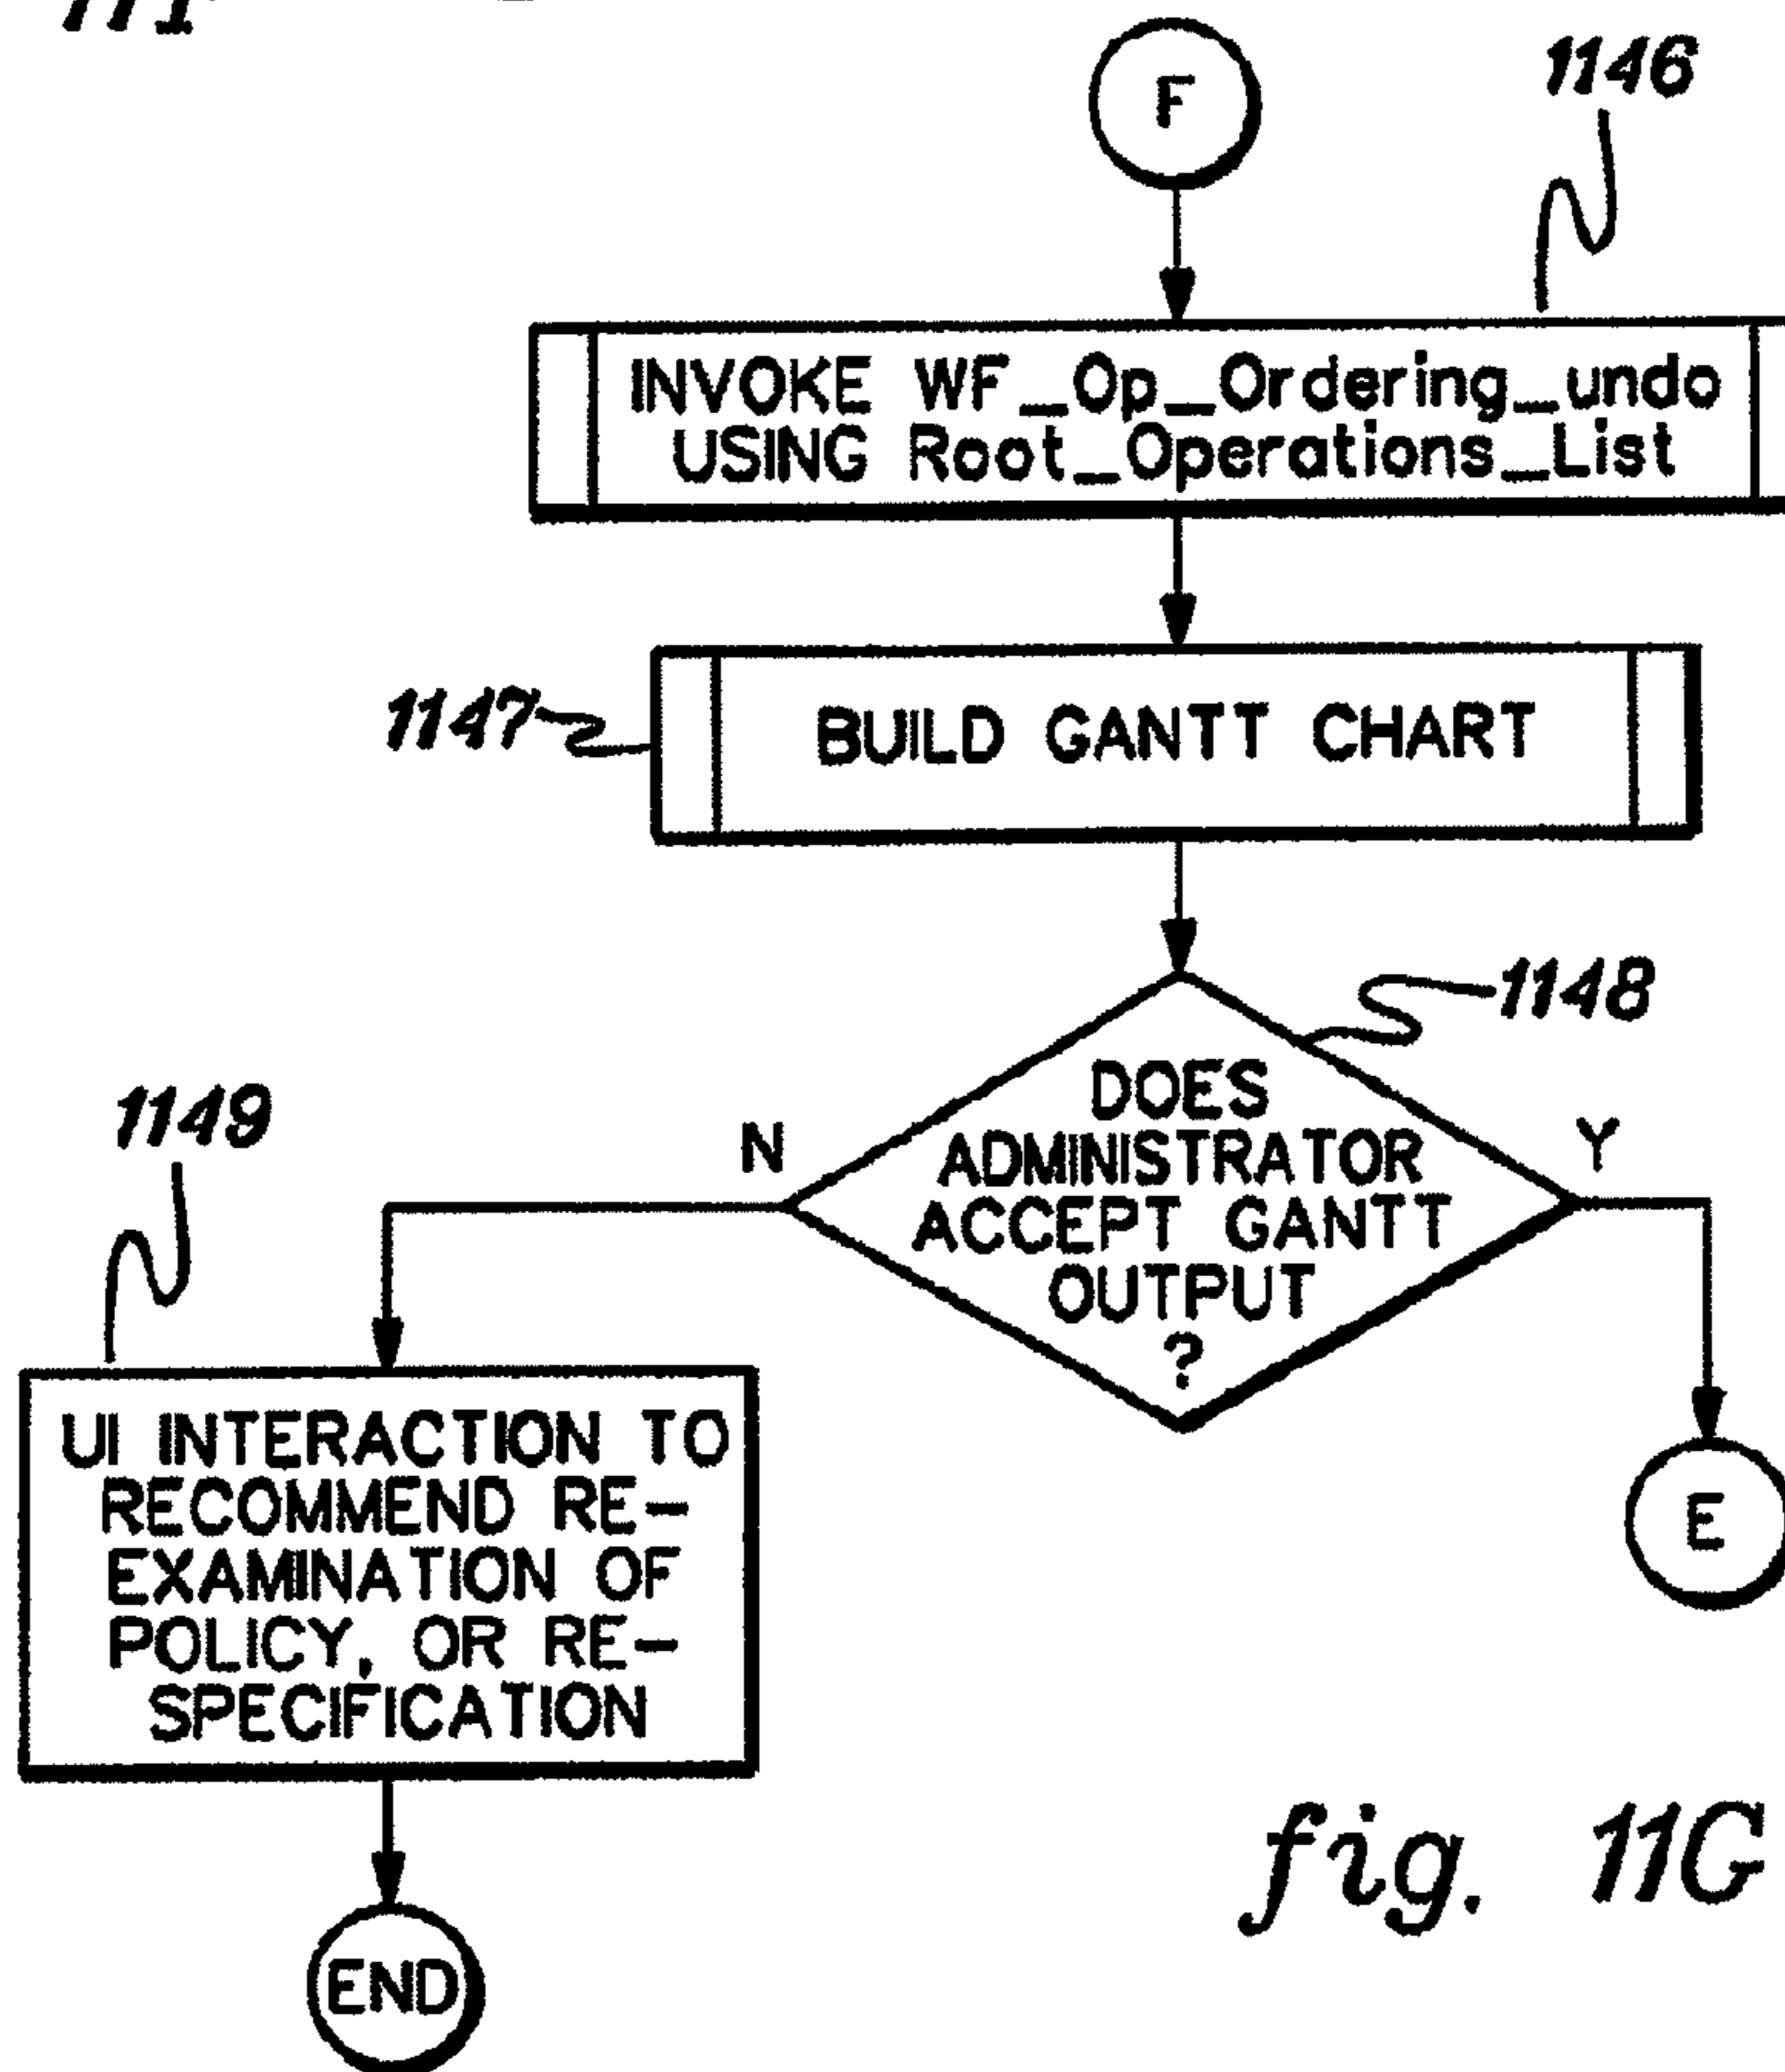 F
1146
INVOKE WF_Op_Ordering_undo
USING Root_Operations_List
1147
BUILD GANTT CHART
1148
DOES
ADMINISTRATOR
ACCEPT GANTT
OUTPUT
?
N
Y
1149
UI INTERACTION TO
RECOMMEND RE-
EXAMINATION OF
POLICY, OR RE-
SPECIFICATION
E
END
fig. 11G